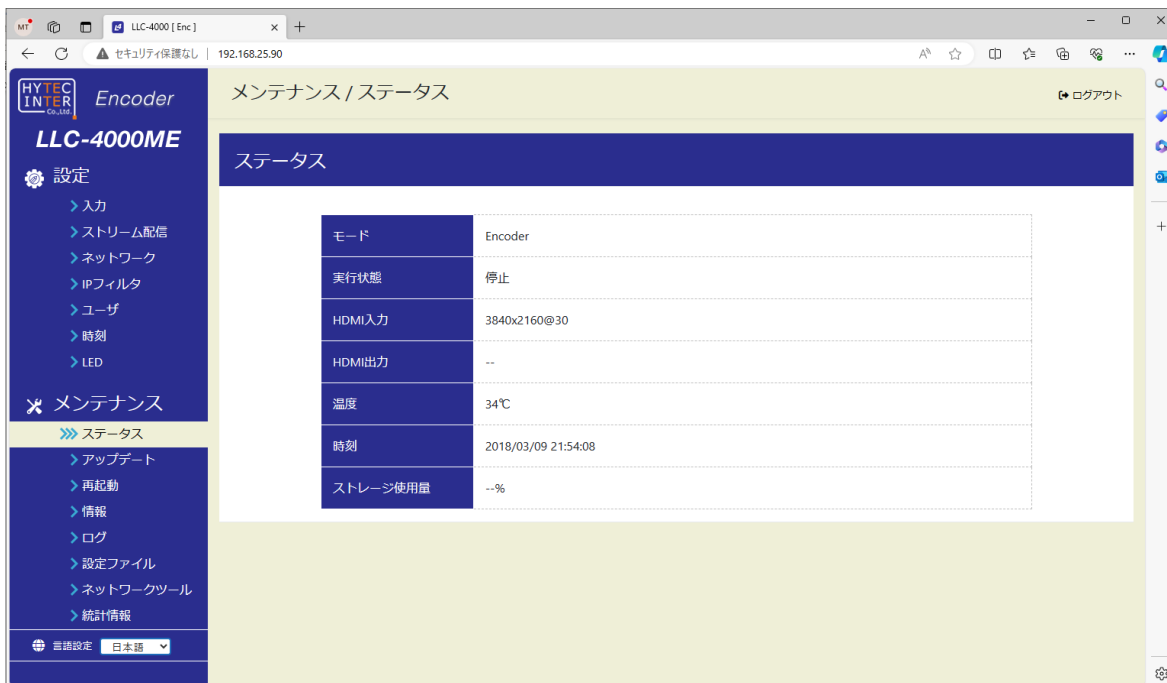 MT
LLC-4000 [ Enc ]
セキュリティ保護なし
192.168.25.90
HYTEC
INTER
Co.,Ltd.
Encoder
メンテナンス / ステータス
ログアウト
LLC-4000ME
ステータス
設定
入力
ストリーム配信
ネットワーク
IPフィルタ
ユーザ
時刻
LED
メンテナンス
ステータス
アップデート
再起動
情報
ログ
設定ファイル
ネットワークツール
統計情報
言語設定 日本語
モード Encoder
実行状態 停止
HDMI入力 3840x2160@30
HDMI出力 --
温度 34℃
時刻 2018/03/09 21:54:08
ストレージ使用量 --%